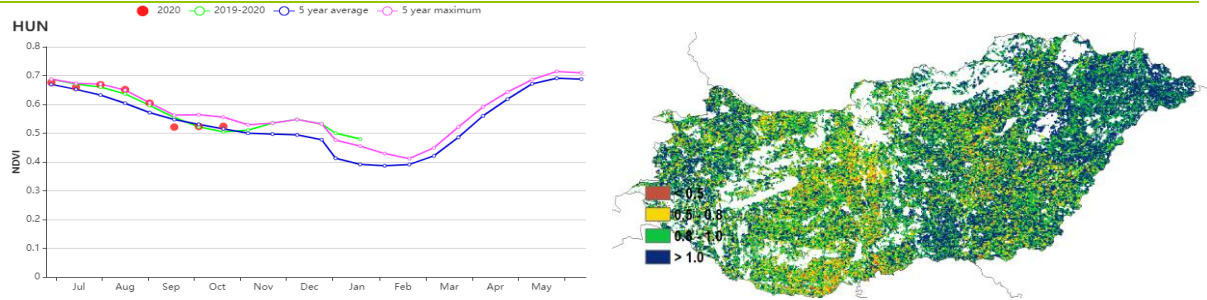 2020 2019-2020 5 year average 5 year maximum
HUN
0.8
0.7
0.6
0.5
0.4
0.3
0.2
0.1
0
NDVI
Jul Aug Sep Oct Nov Dec Jan Feb Mar Apr May
< 0.5
0.5 - 0.8
0.8 - 1.0
> 1.0